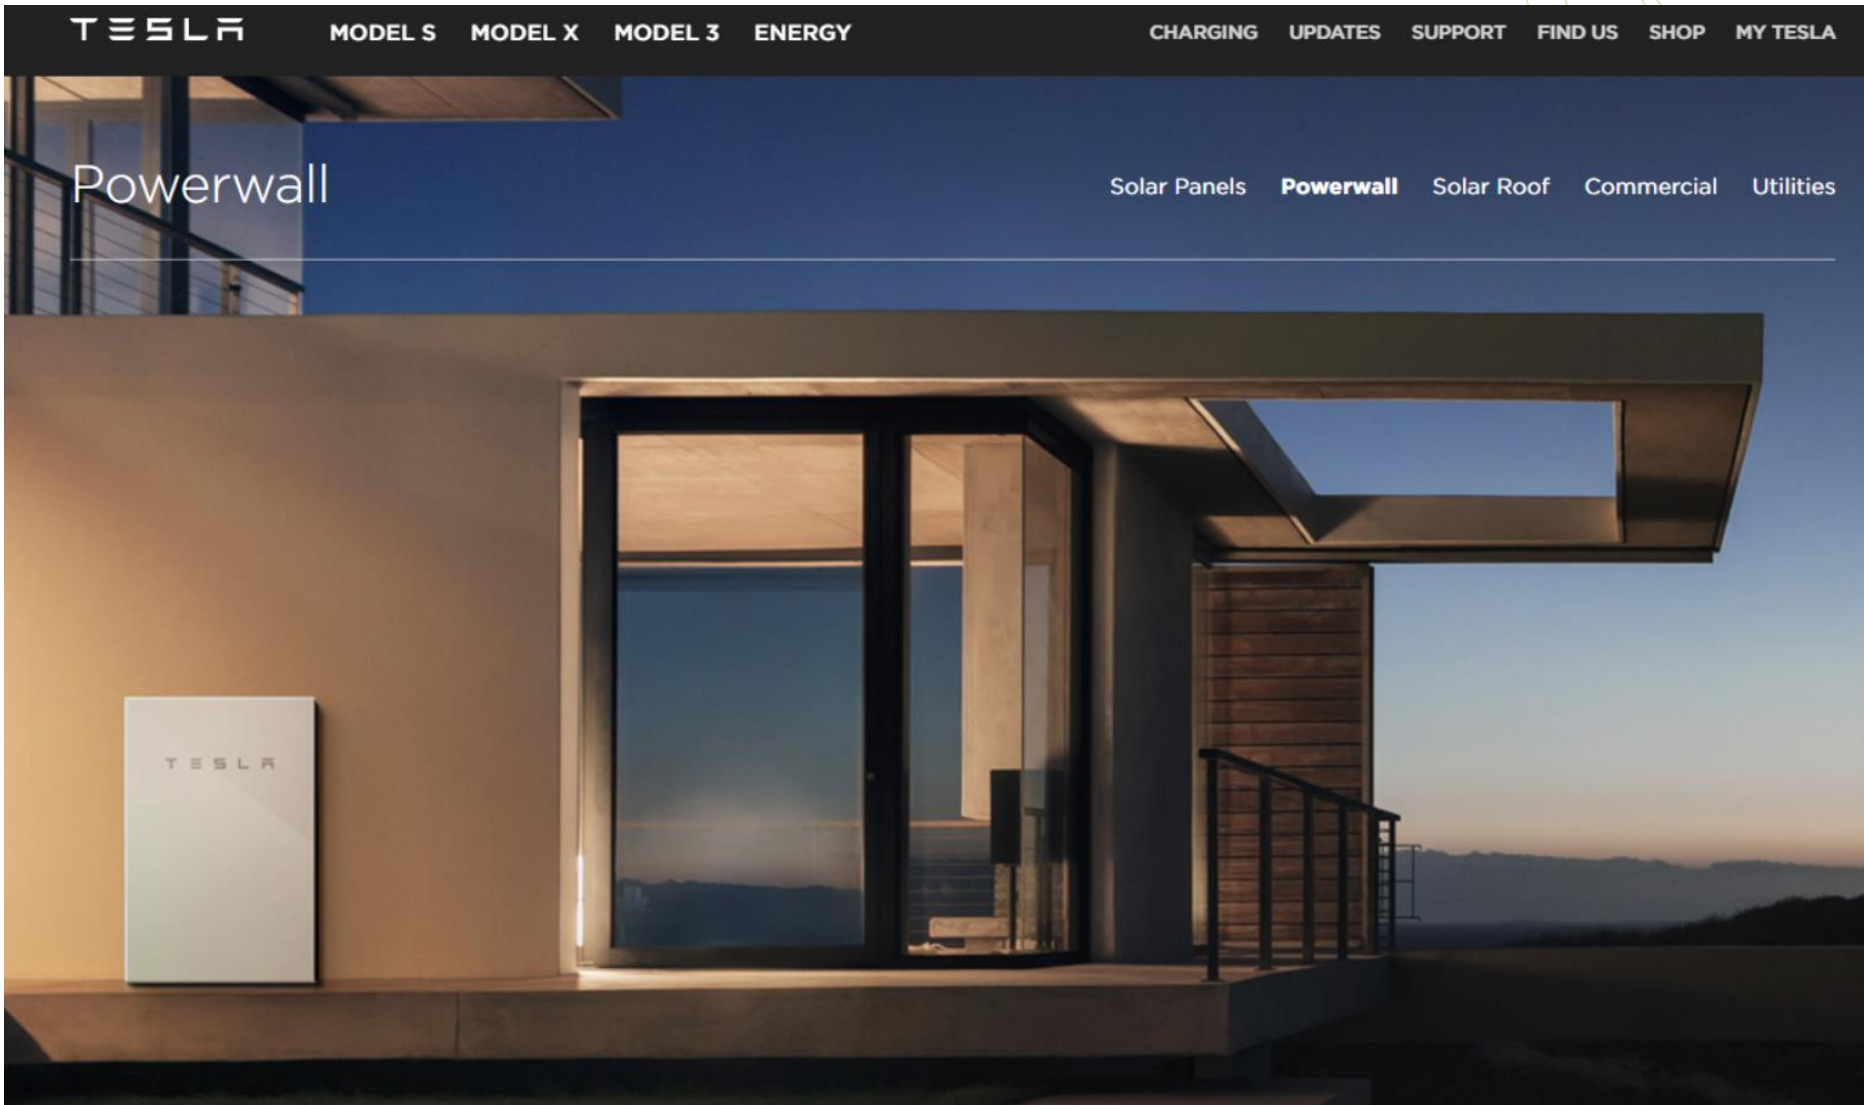 TESLA MODEL S MODEL X MODEL 3 ENERGY CHARGING UPDATES SUPPORT FIND US SHOP MY TESLA
Powerwall Solar Panels Powerwall Solar Roof Commercial Utilities
TESLA